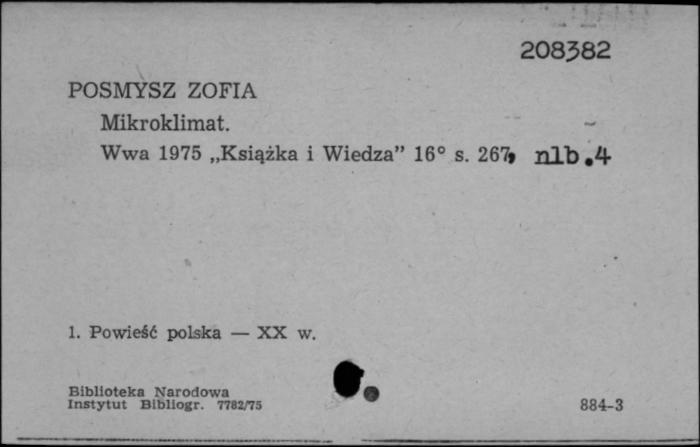 208382
POSMYSZ ZOFIA
Mikroklimat.
Wwa 1975 „Książka i Wiedza” 16° s. 267, nlb.4
1. Powieść polska — XX w.
Biblioteka Narodowa
Instytut Bibliogr. 7782/75
884-3